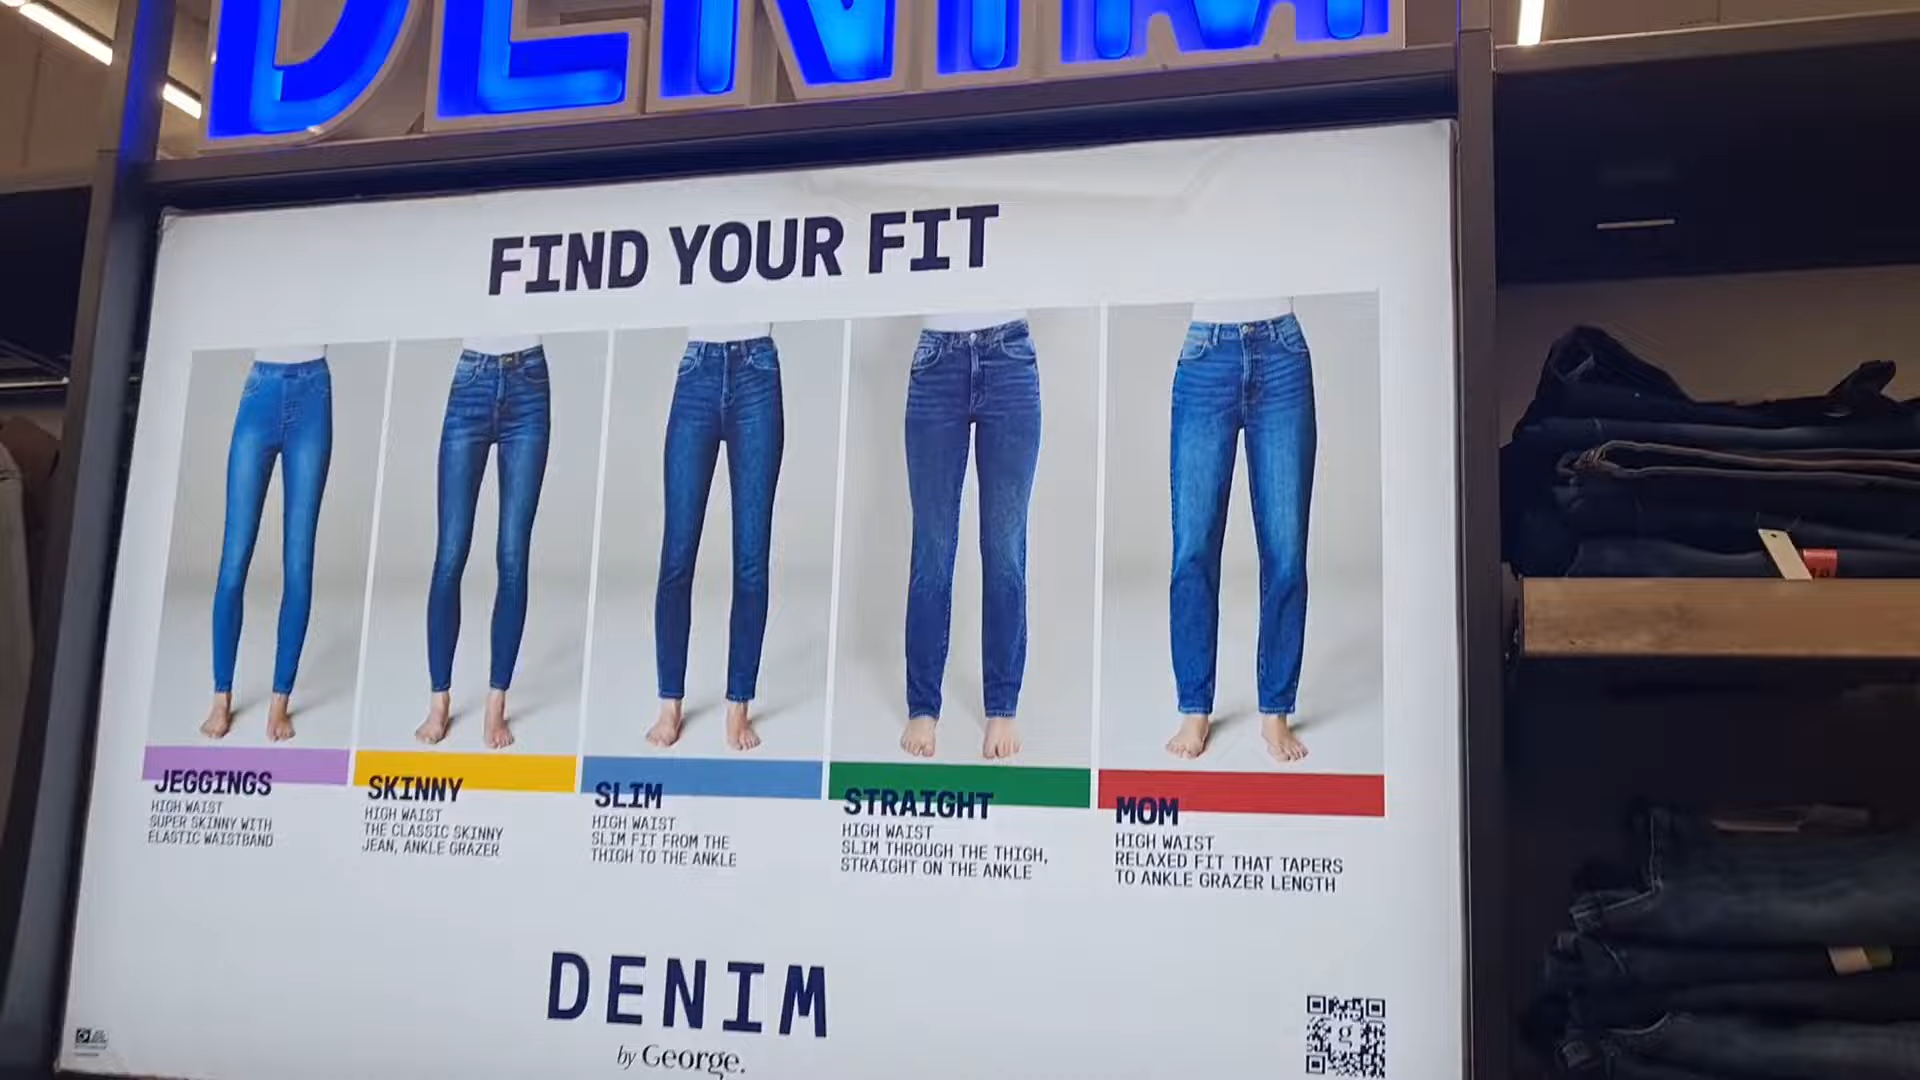 DENIM
FIND YOUR FIT
JEGGINGS
HIGH WAIST
SUPER SKINNY WITH
ELASTIC WAISTBAND
SKINNY
HIGH WAIST
THE CLASSIC SKINNY
JEAN, ANKLE GRAZER
SLIM
HIGH WAIST
SLIM FIT FROM THE
THIGH TO THE ANKLE
STRAIGHT
HIGH WAIST
SLIM THROUGH THE THIGH,
STRAIGHT ON THE ANKLE
MOM
HIGH WAIST
RELAXED FIT THAT TAPERS
TO ANKLE GRAZER LENGTH
DENIM
by George.
g